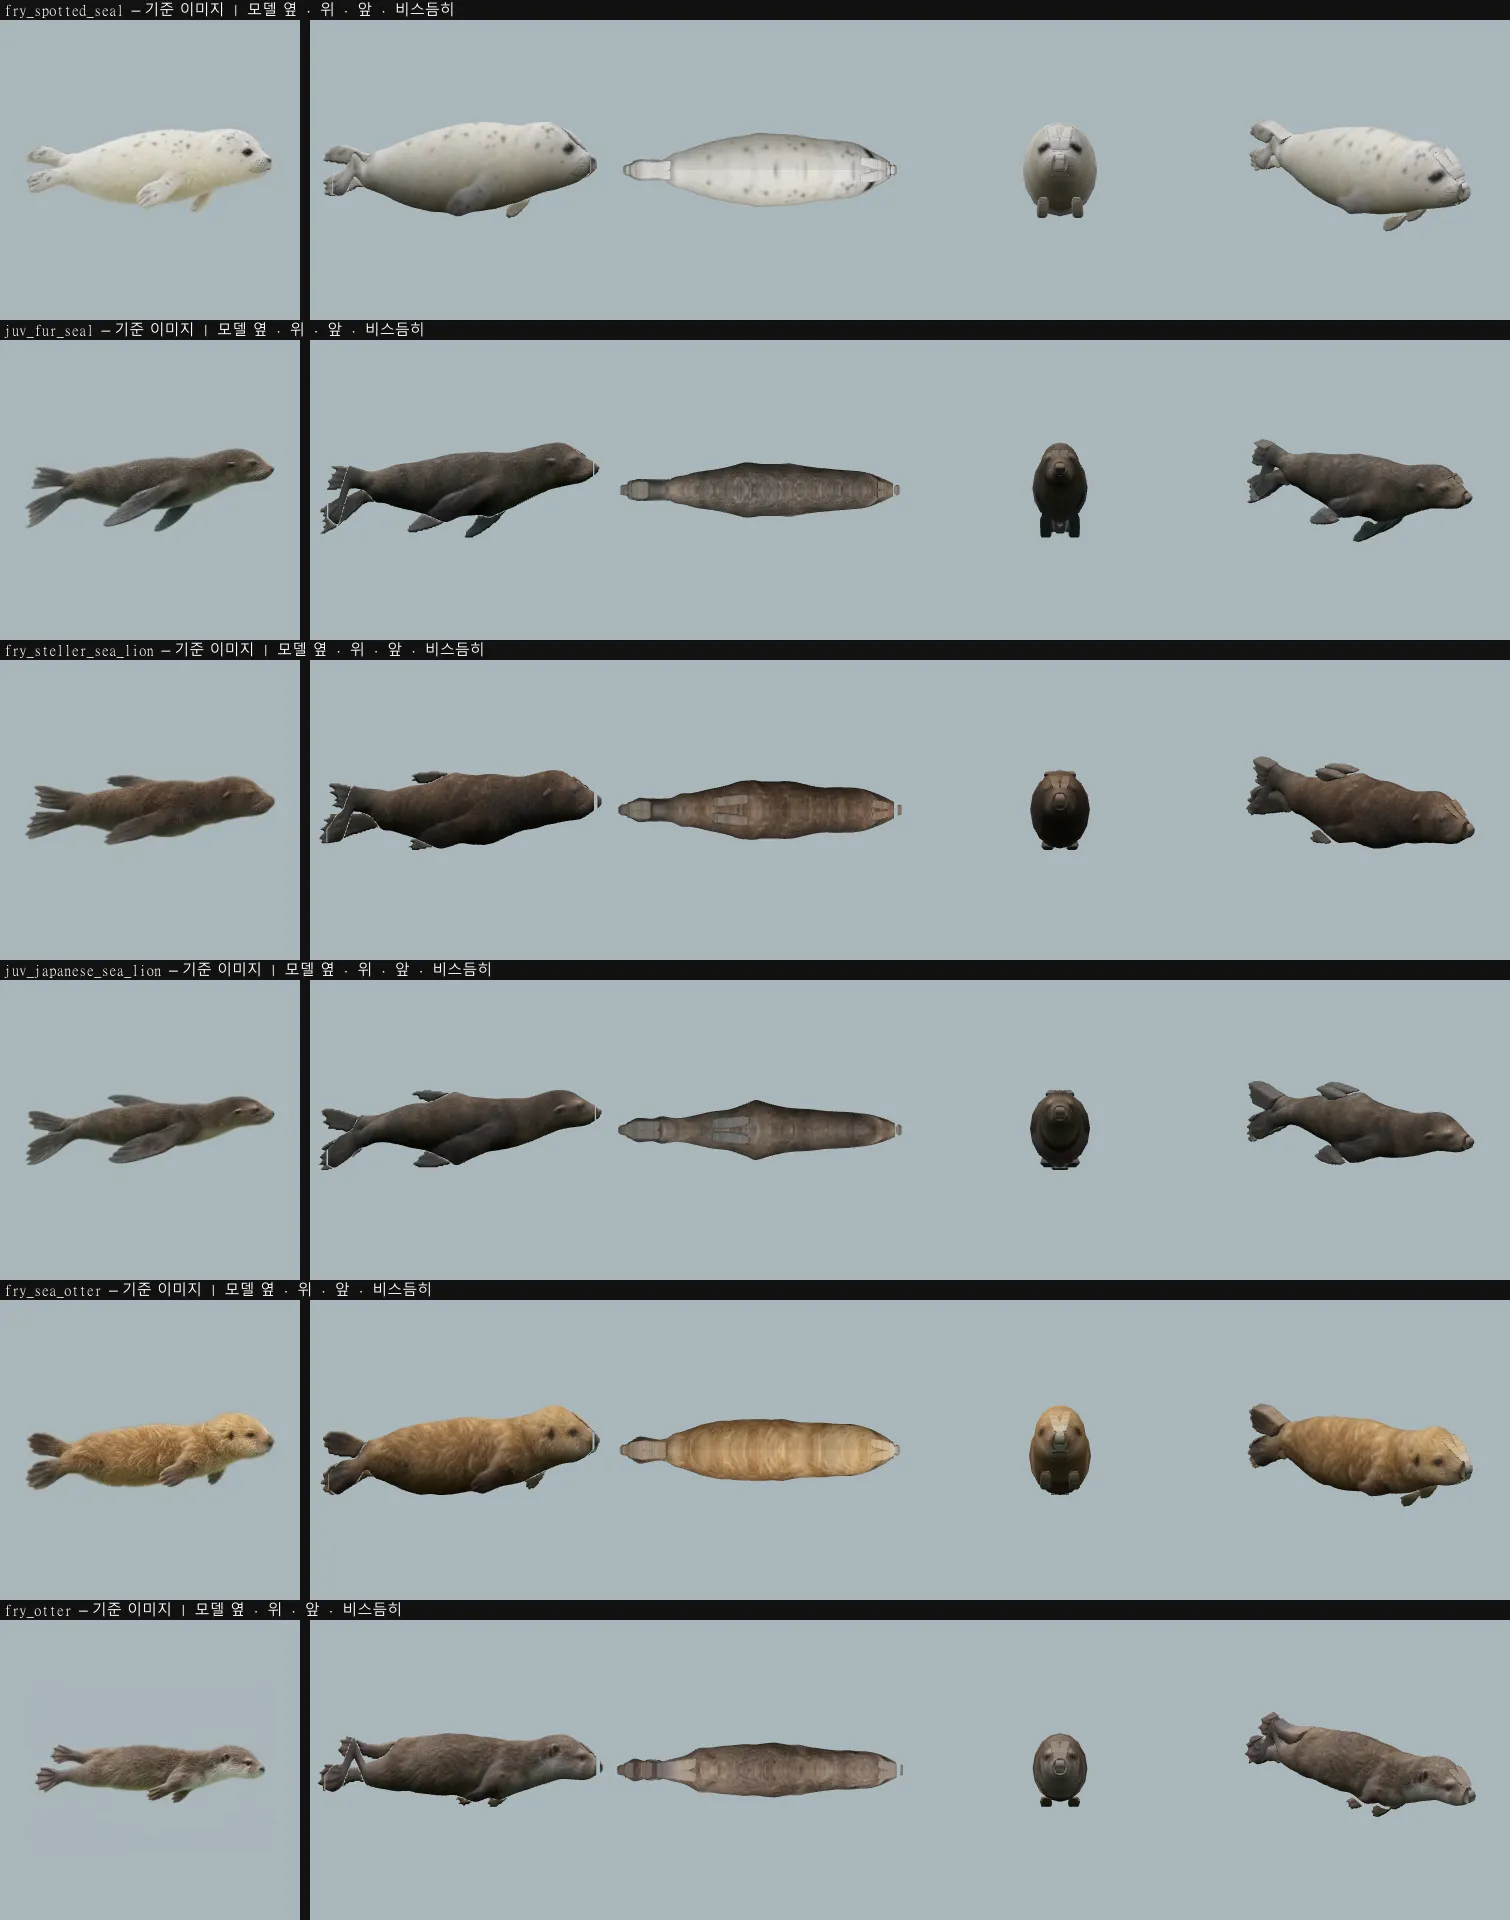 fry_spotted_seal — 기준 이미지 | 모델 옆 · 위 · 앞 · 비스듬히
juv_fur_seal — 기준 이미지 | 모델 옆 · 위 · 앞 · 비스듬히
fry_steller_sea_lion — 기준 이미지 | 모델 옆 · 위 · 앞 · 비스듬히
juv_japanese_sea_lion — 기준 이미지 | 모델 옆 · 위 · 앞 · 비스듬히
fry_sea_otter — 기준 이미지 | 모델 옆 · 위 · 앞 · 비스듬히
fry_otter — 기준 이미지 | 모델 옆 · 위 · 앞 · 비스듬히